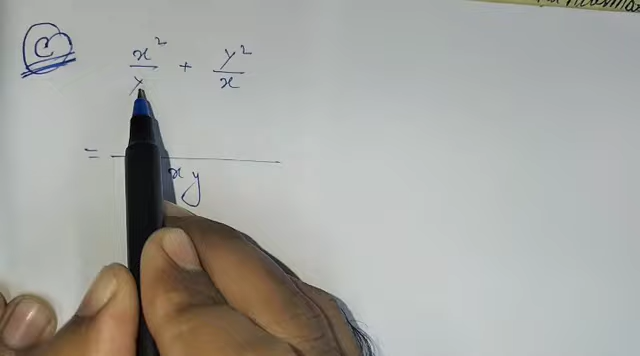 C
x²/y + y²/x
= /xy